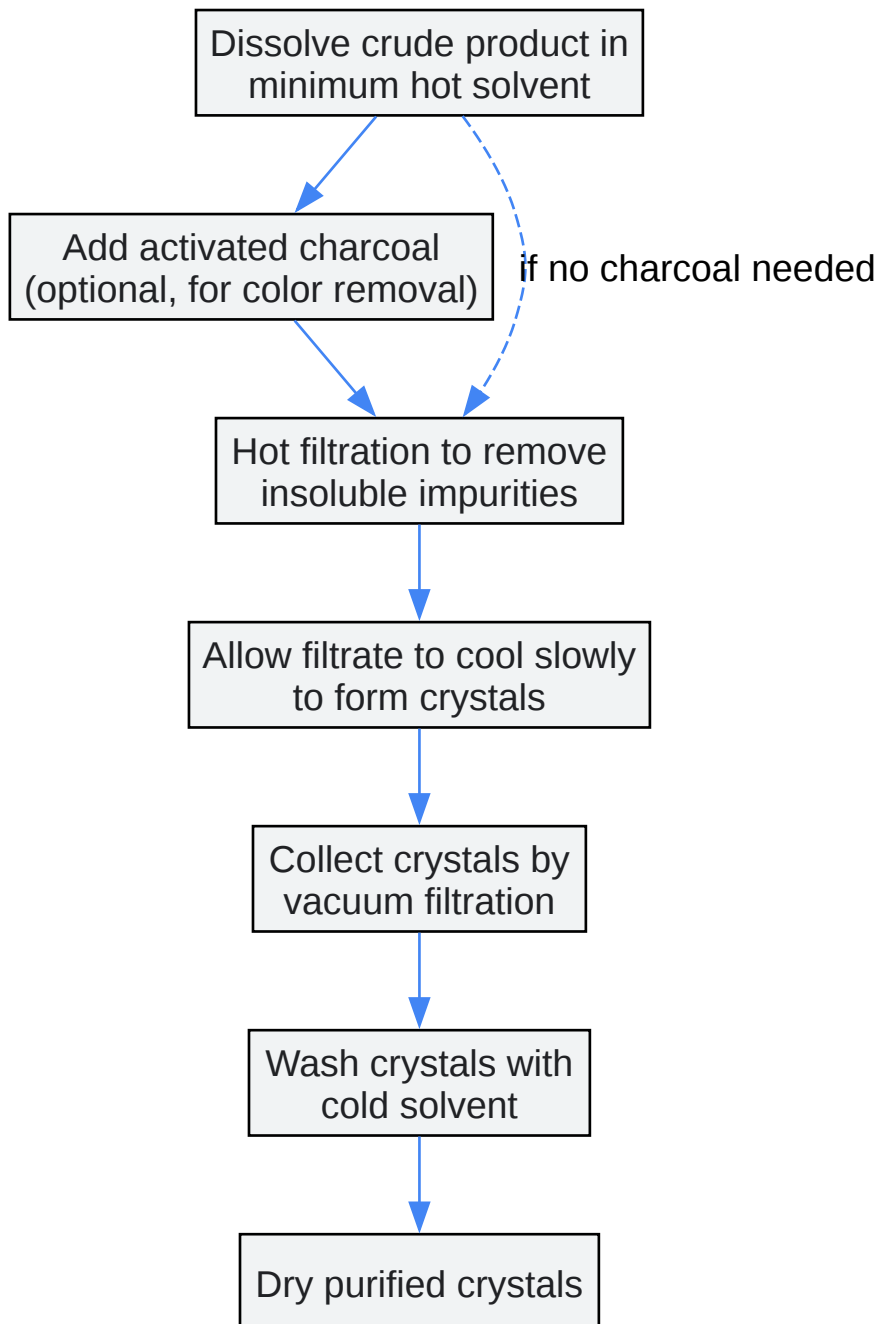 Dissolve crude product in
minimum hot solvent
Add activated charcoal
(optional, for color removal)
if no charcoal needed
Hot filtration to remove
insoluble impurities
Allow filtrate to cool slowly
to form crystals
Collect crystals by
vacuum filtration
Wash crystals with
cold solvent
Dry purified crystals